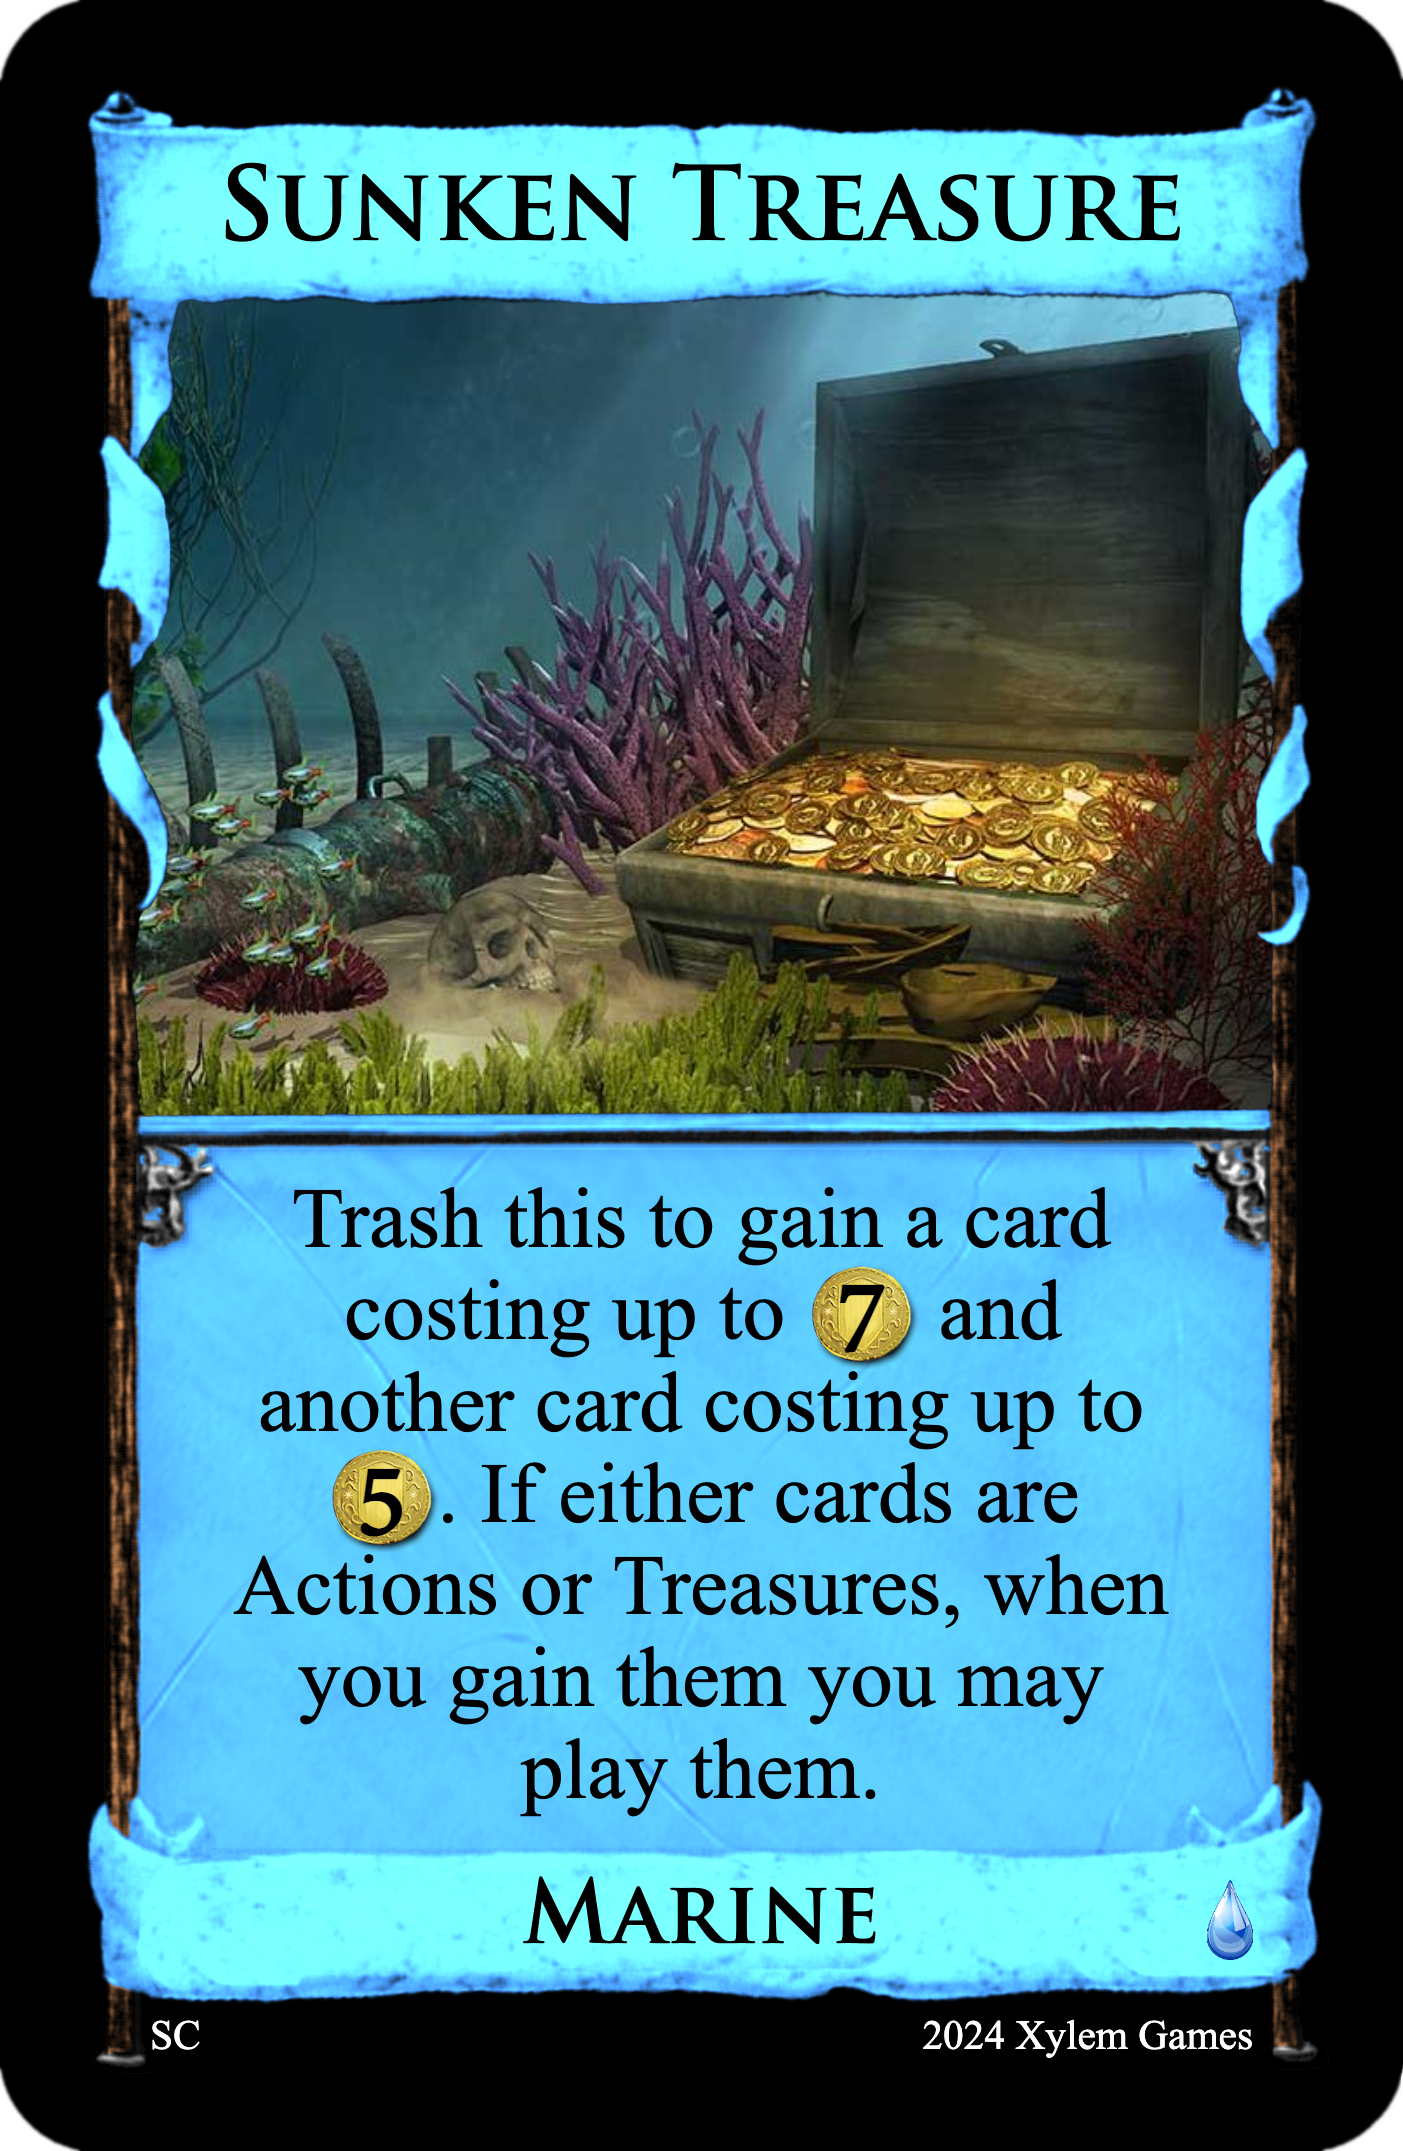 Sunken Treasure
Trash this to gain a card
costing up to 7 and
another card costing up to
5. If either cards are
Actions or Treasures, when
you gain them you may
play them.
Marine
SC
2024 Xylem Games